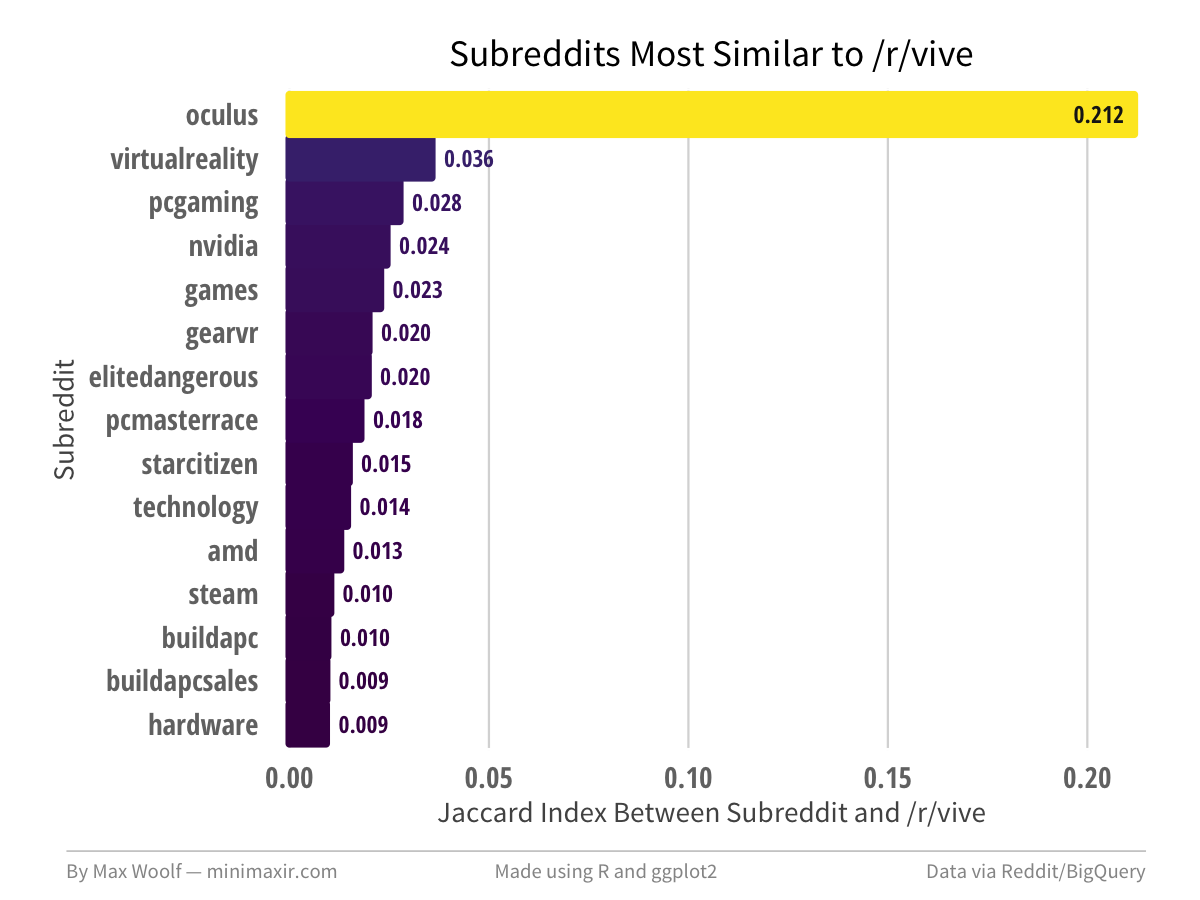 Subreddits Most Similar to /r/vive
oculus 0.212
virtualreality 0.036
pcgaming 0.028
nvidia 0.024
games 0.023
gearvr 0.020
elitedangerous 0.020
pcmasterrace 0.018
starcitizen 0.015
technology 0.014
amd 0.013
steam 0.010
buildapc 0.010
buildapcsales 0.009
hardware 0.009
Subreddit
0.00 0.05 0.10 0.15 0.20
Jaccard Index Between Subreddit and /r/vive
By Max Woolf — minimaxir.com Made using R and ggplot2 Data via Reddit/BigQuery